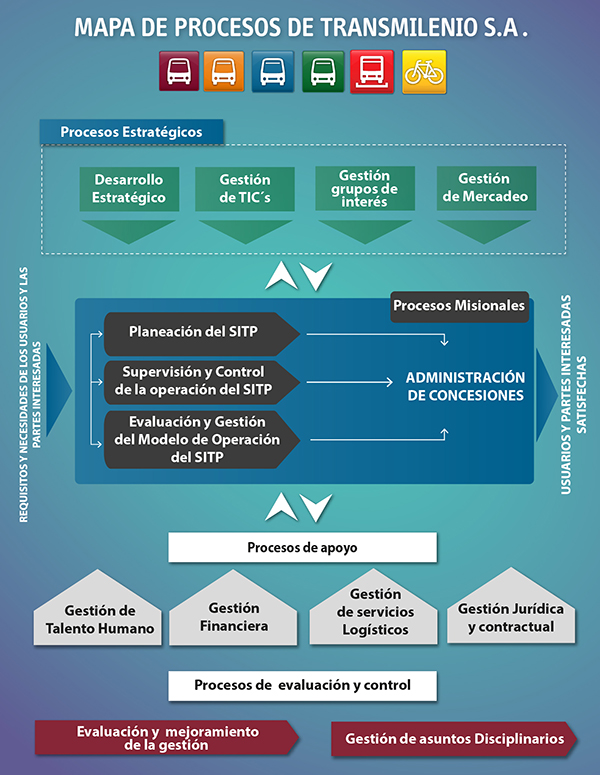 MAPA DE PROCESOS DE TRANSMILENIO S.A.
Procesos Estratégicos
Desarrollo
Estratégico
Gestión
de TIC´s
Gestión
grupos de
interés
Gestión
de Mercadeo
REQUISITOS Y NECESIDADES DE LOS USUARIOS Y LAS
PARTES INTERESADAS
Procesos Misionales
Planeación del SITP
Supervisión y Control
de la operación del SITP
Evaluación y Gestión
del Modelo de Operación
del SITP
ADMINISTRACIÓN
DE CONCESIONES
USUARIOS Y PARTES INTERESADAS
SATISFECHAS
Procesos de apoyo
Gestión de
Talento Humano
Gestión
Financiera
Gestión
de servicios
Logísticos
Gestión Jurídica
y contractual
Procesos de evaluación y control
Evaluación y mejoramiento
de la gestión
Gestión de asuntos Disciplinarios